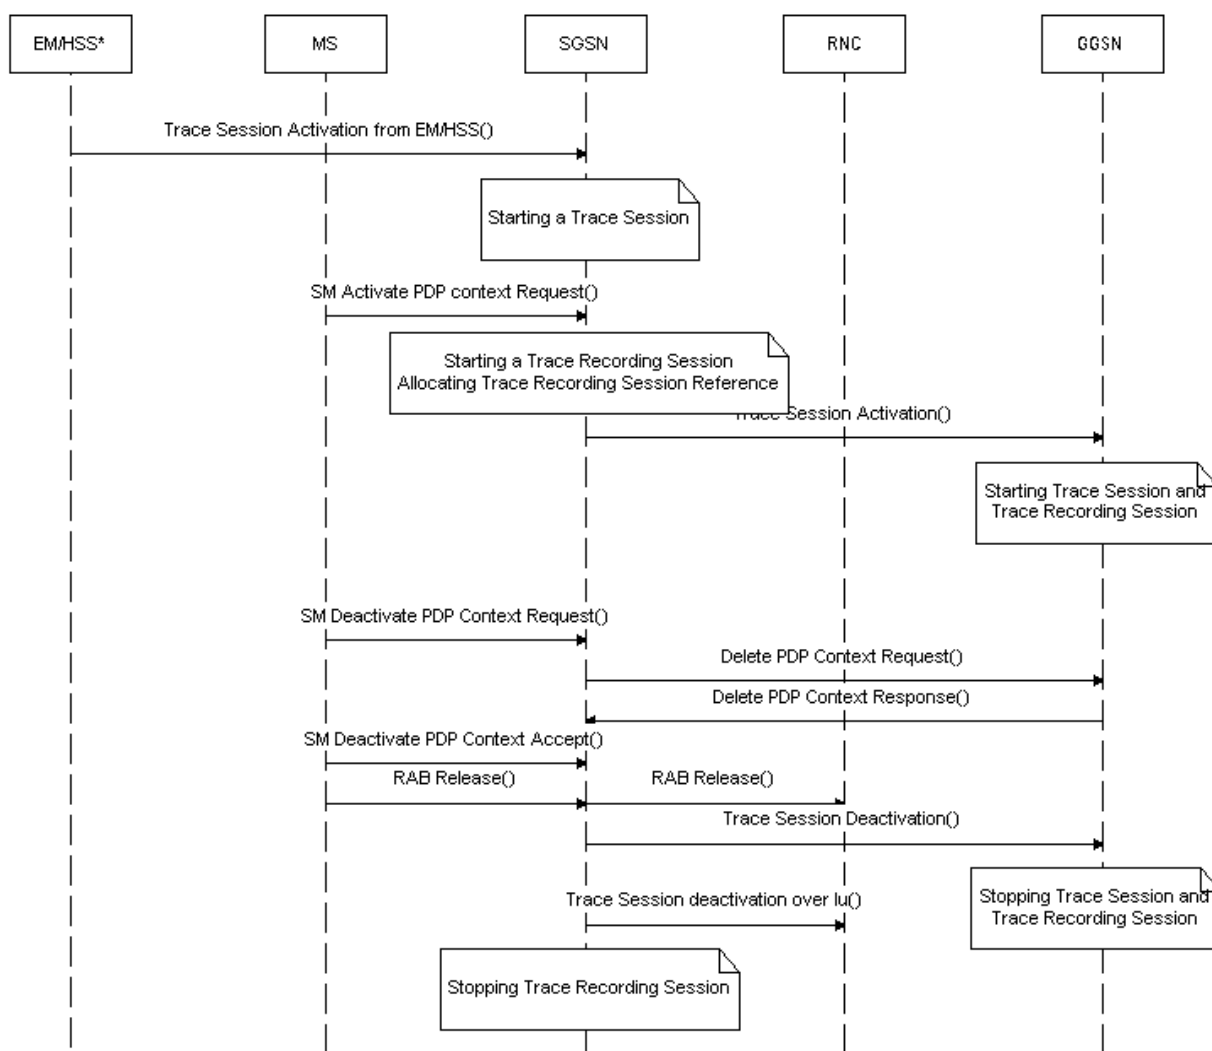 EM/HSS*
MS
SGSN
RNC
GGSN
Trace Session Activation from EM/HSS()
Starting a Trace Session
SM Activate PDP context Request()
Starting a Trace Recording Session
Allocating Trace Recording Session Reference
Trace Session Activation()
Starting Trace Session and
Trace Recording Session
SM Deactivate PDP Context Request()
Delete PDP Context Request()
Delete PDP Context Response()
SM Deactivate PDP Context Accept()
RAB Release()
RAB Release()
Trace Session Deactivation()
Stopping Trace Session and
Trace Recording Session
Trace Session deactivation over Iu()
Stopping Trace Recording Session